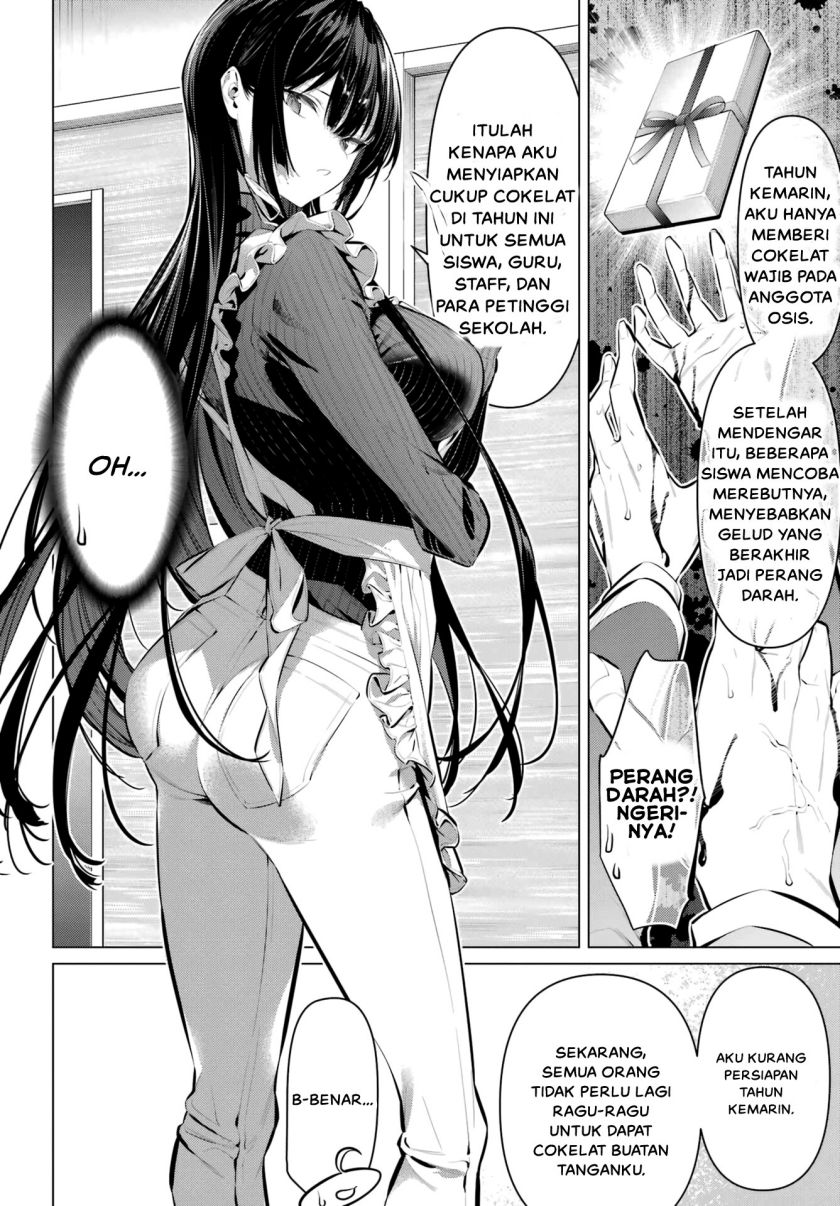 TAHUN
KEMARIN,
AKU HANYA
MEMBERI
COKELAT
WAJIB PADA
ANGGOTA
OSIS.
SETELAH
MENDENGAR
ITU, BEBERAPA
SISWA MENCOBA
MEREBUTNYA,
MENYEBABKAN
GELUD YANG
BERAKHIR
JADI PERANG
DARAH.
PERANG
DARAH?!
NGERI-
NYA!
ITULAH
KENAPA AKU
MENYIAPKAN
CUKUP COKELAT
DI TAHUN INI
UNTUK SEMUA
SISWA, GURU,
STAFF, DAN
PARA PETINGGI
SEKOLAH.
OH...
AKU KURANG
PERSIAPAN
TAHUN
KEMARIN.
SEKARANG,
SEMUA ORANG
TIDAK PERLU LAGI
RAGU-RAGU
UNTUK DAPAT
COKELAT BUATAN
TANGANKU.
B-BENAR...